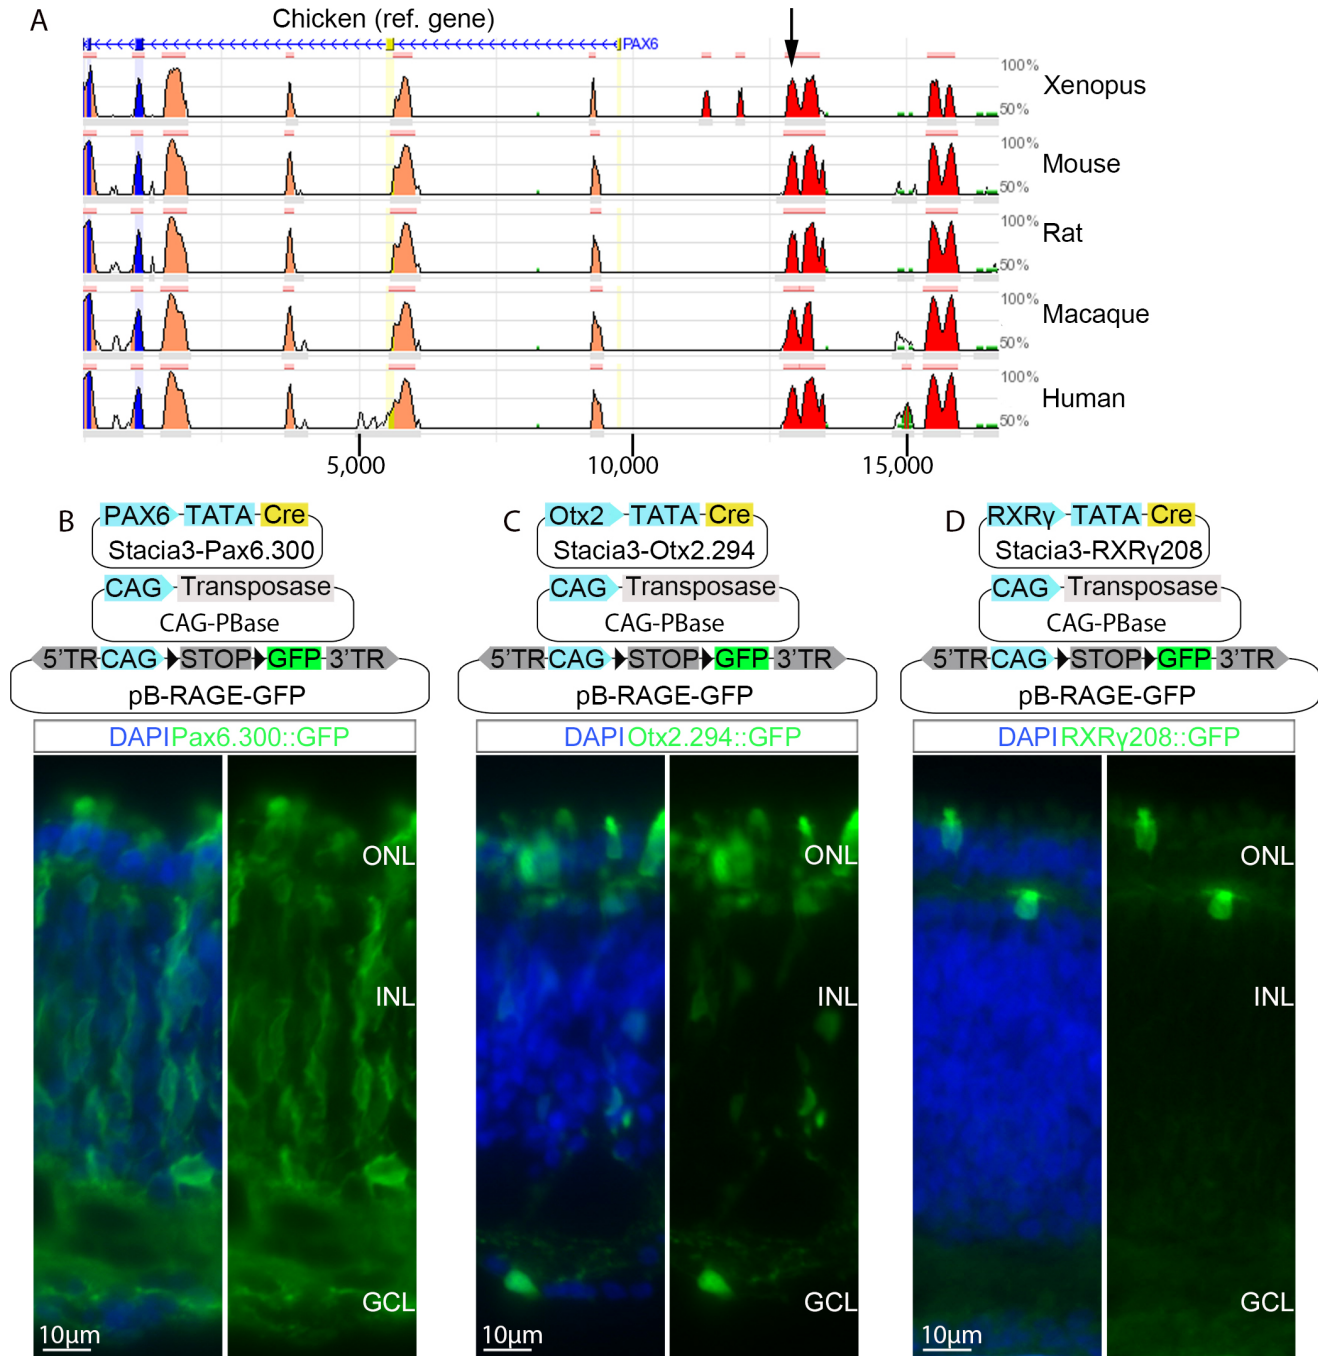 A
Chicken (ref. gene)
PAX6
100%
50%
Xenopus
100%
50%
Mouse
100%
50%
Rat
100%
50%
Macaque
100%
50%
Human
5,000
10,000
15,000
B
PAX6 TATA Cre
Stacia3-Pax6.300
CAG Transposase
CAG-PBase
5'TR CAG STOP GFP 3'TR
pB-RAGE-GFP
DAPI Pax6.300::GFP
ONL
INL
GCL
10µm
C
Otx2 TATA Cre
Stacia3-Otx2.294
CAG Transposase
CAG-PBase
5'TR CAG STOP GFP 3'TR
pB-RAGE-GFP
DAPI Otx2.294::GFP
ONL
INL
GCL
10µm
D
RXRγ TATA Cre
Stacia3-RXRγ208
CAG Transposase
CAG-PBase
5'TR CAG STOP GFP 3'TR
pB-RAGE-GFP
DAPI RXRγ208::GFP
ONL
INL
GCL
10µm